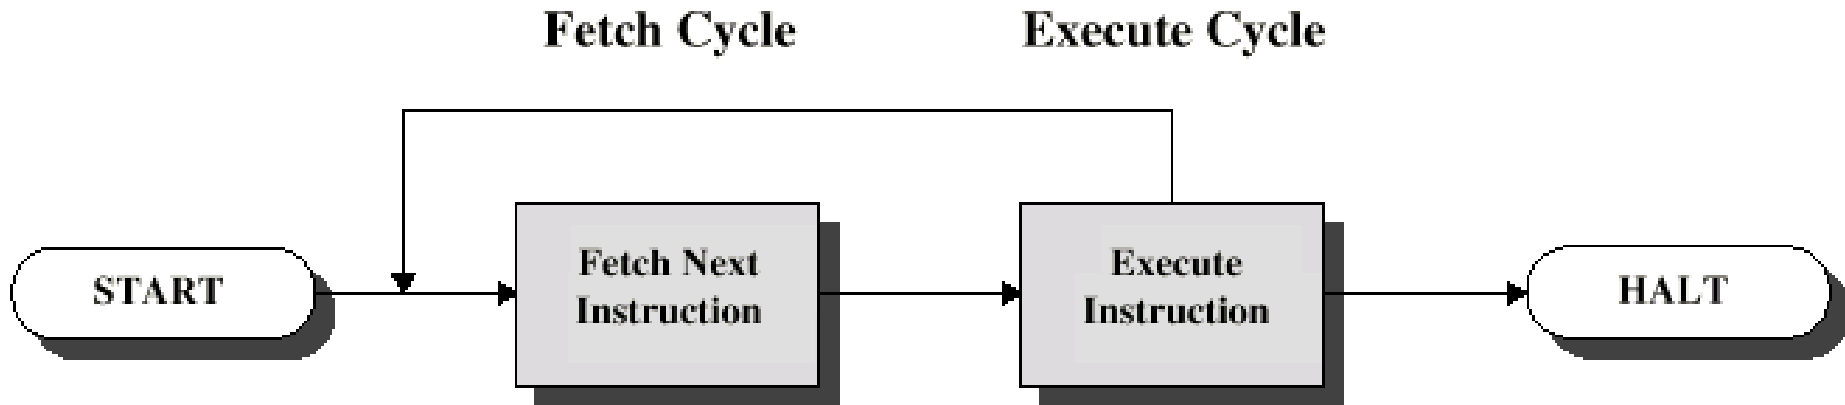 Fetch Cycle
Execute Cycle
START
Fetch Next
Instruction
Execute
Instruction
HALT